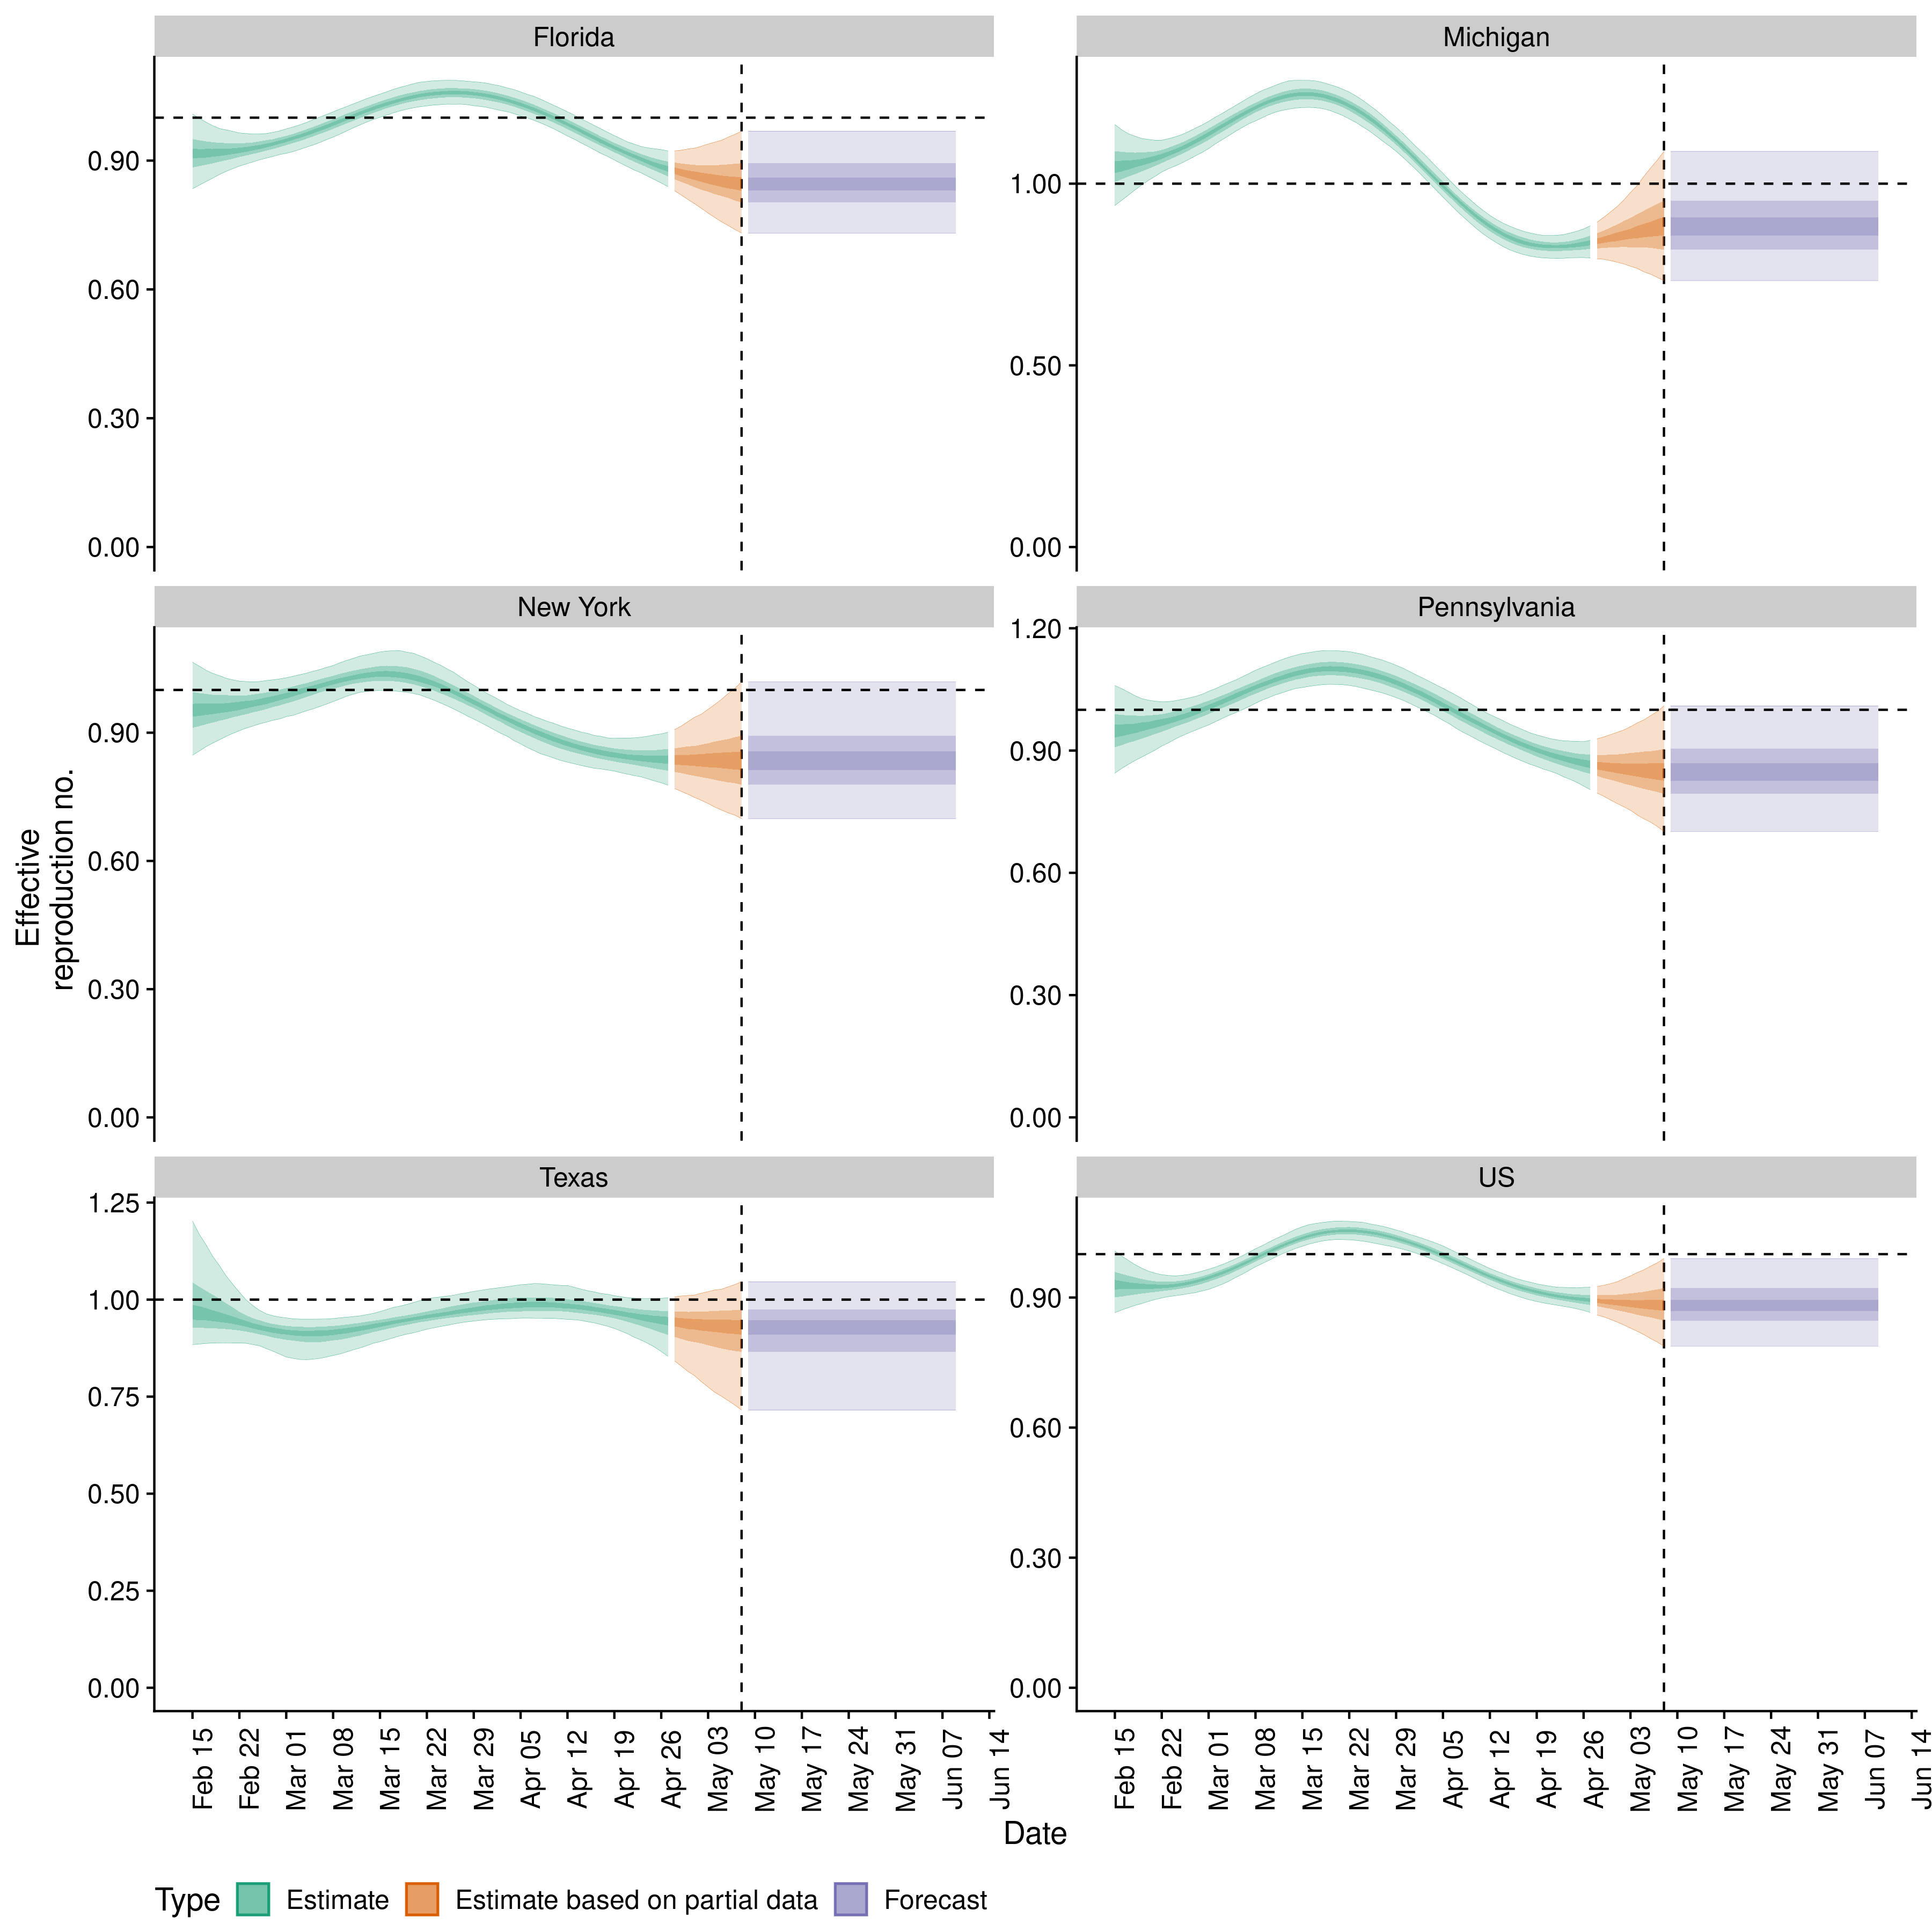 Florida
Michigan
0.90
0.60
0.30
0.00
1.00
0.50
0.00
New York
Pennsylvania
0.90
0.60
0.30
0.00
1.20
0.90
0.60
0.30
0.00
Texas
US
1.25
1.00
0.75
0.50
0.25
0.00
0.90
0.60
0.30
0.00
Effective
reproduction no.
Feb 15
Feb 22
Mar 01
Mar 08
Mar 15
Mar 22
Mar 29
Apr 05
Apr 12
Apr 19
Apr 26
May 03
May 10
May 17
May 24
May 31
Jun 07
Jun 14
Feb 15
Feb 22
Mar 01
Mar 08
Mar 15
Mar 22
Mar 29
Apr 05
Apr 12
Apr 19
Apr 26
May 03
May 10
May 17
May 24
May 31
Jun 07
Jun 14
Date
Type Estimate Estimate based on partial data Forecast